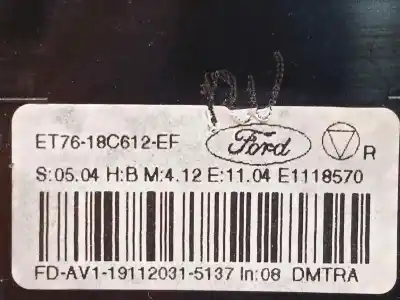 ET76-18C612-EF Ford R
S:05.04 H:B M:4.12 E:11.04 E1118570
FD-AV1-19112031-5137 In:08 DMTRA